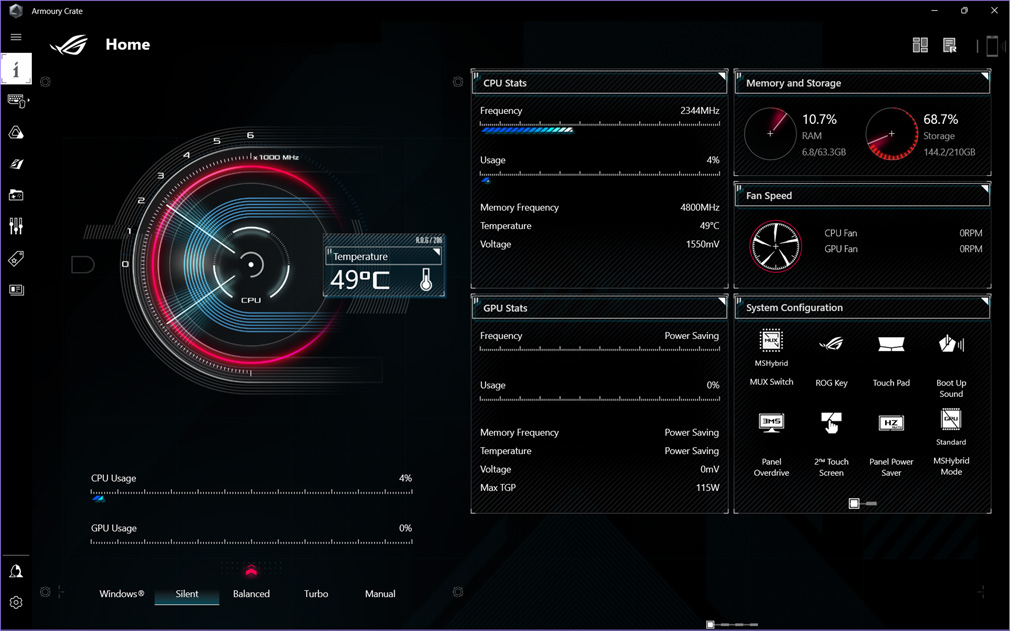 Armoury Crate
Home
CPU Stats
Frequency 2344MHz
Usage 4%
Memory Frequency 4800MHz
Temperature 49°C
Voltage 1550mV
Memory and Storage
10.7%
RAM
6.8/63.3GB
68.7%
Storage
144.2/210GB
Fan Speed
CPU Fan 0RPM
GPU Fan 0RPM
6
5
4
3
2
1
0
x 1000 MHz
CPU
R.O.G / 206
Temperature
49°C
GPU Stats
Frequency Power Saving
Usage 0%
Memory Frequency Power Saving
Temperature Power Saving
Voltage 0mV
Max TGP 115W
System Configuration
MUX
MSHybrid
MUX Switch
ROG Key
Touch Pad
Boot Up
Sound
3MS
Panel
Overdrive
2ⁿᵈ Touch
Screen
HZ
Panel Power
Saver
GPU
Standard
MSHybrid
Mode
CPU Usage 4%
GPU Usage 0%
Windows® Silent Balanced Turbo Manual